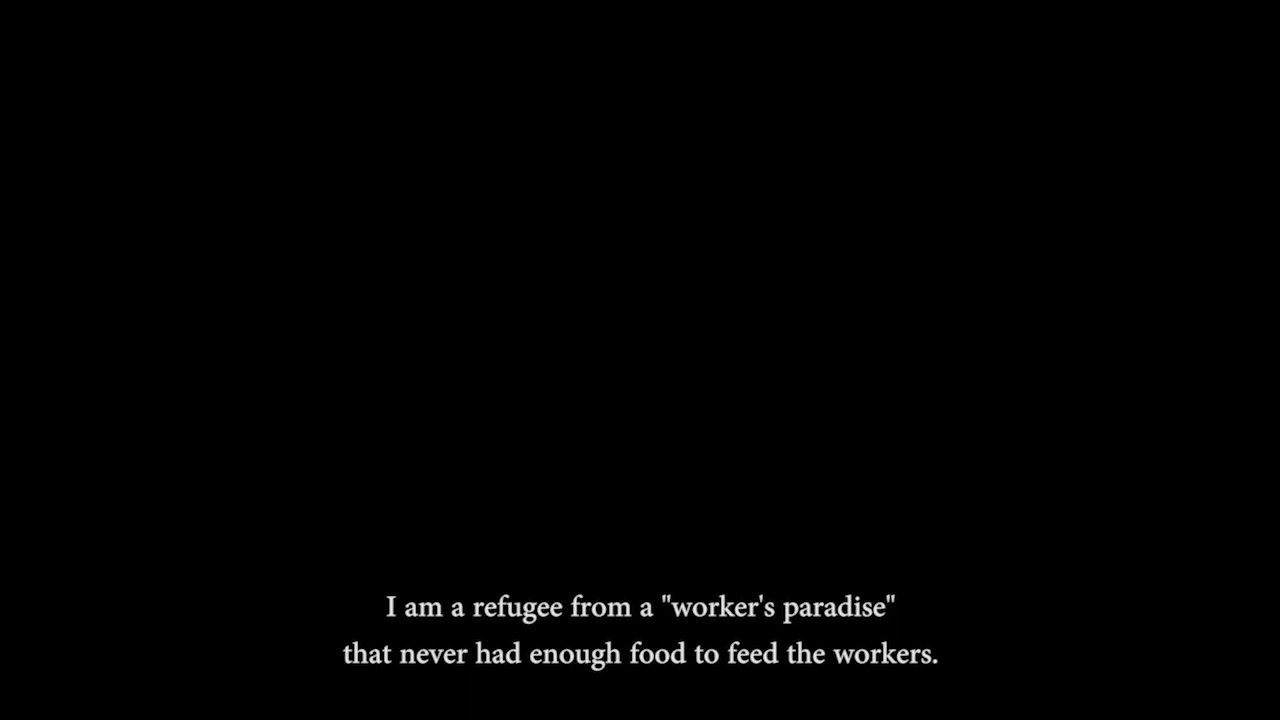 I am a refugee from a "worker's paradise"
that never had enough food to feed the workers.